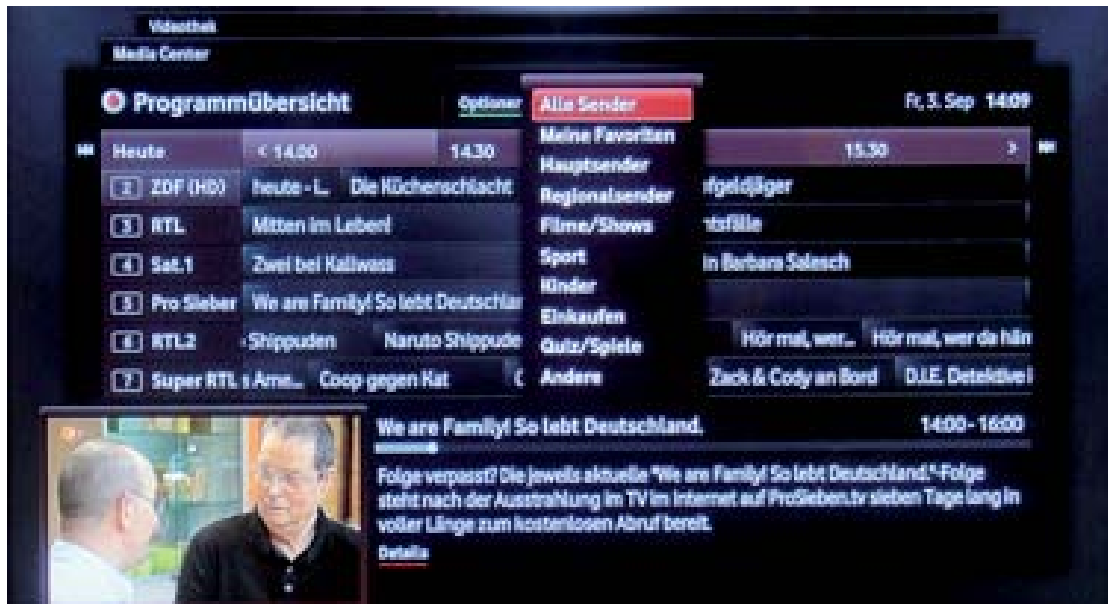 Videothek
Media Center
Programmübersicht
Optionen
Fr, 3. Sep 14:09
Alle Sender
Meine Favoriten
Hauptsender
Regionalsender
Filme/Shows
Sport
Kinder
Einkaufen
Quiz/Spiele
Andere
Heute < 14.00 14.30 15.30 >
2 ZDF (HD) heute - L... Die Küchenschlacht fgeldjäger
3 RTL Mitten im Leben! tsfälle
4 Sat.1 Zwei bei Kallwass in Barbara Salesch
5 Pro Sieben We are Family! So lebt Deutschlan
6 RTL2 Shippuden Naruto Shippude Hör mal, wer... Hör mal, wer da häm
7 Super RTL s Arne... Coop gegen Kat Zack & Cody an Bord D.I.E. Detektive i
We are Family! So lebt Deutschland. 14:00 - 16:00
Folge verpasst? Die jeweils aktuelle "We are Family! So lebt Deutschland."-Folge
steht nach der Ausstrahlung im TV im Internet auf ProSieben.tv sieben Tage lang in
voller Länge zum kostenlosen Abruf bereit.
Details